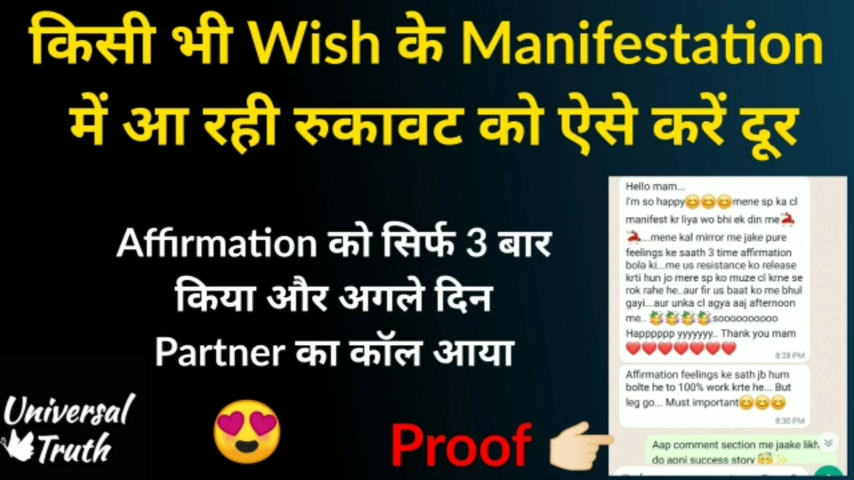 किसी भी Wish के Manifestation
में आ रही रुकावट को ऐसे करें दूर
Affirmation को सिर्फ 3 बार
किया और अगले दिन
Partner का कॉल आया
Universal
Truth
😍
Proof 👉🏻
Hello mam...
I'm so happy😊😊😊mene sp ka cl
manifest kr liya wo bhi ek din me💃
💃...mene kal mirror me jake pure
feelings ke saath 3 time affirmation
bola ki...me us resistance ko release
krti hun jo mere sp ko muze cl krne se
rok rahe he..aur fir us baat ko me bhul
gayi...aur unka cl agya aaj afternoon
me.. soooooooooo
Happpppp yyyyyyy.. Thank you mam
❤️❤️❤️❤️❤️❤️❤️
8:28 PM
Affirmation feelings ke sath jb hum
bolte he to 100% work krte he... But
leg go... Must important😊😊😊
8:30 PM
Aap comment section me jaake likh
do apni success story